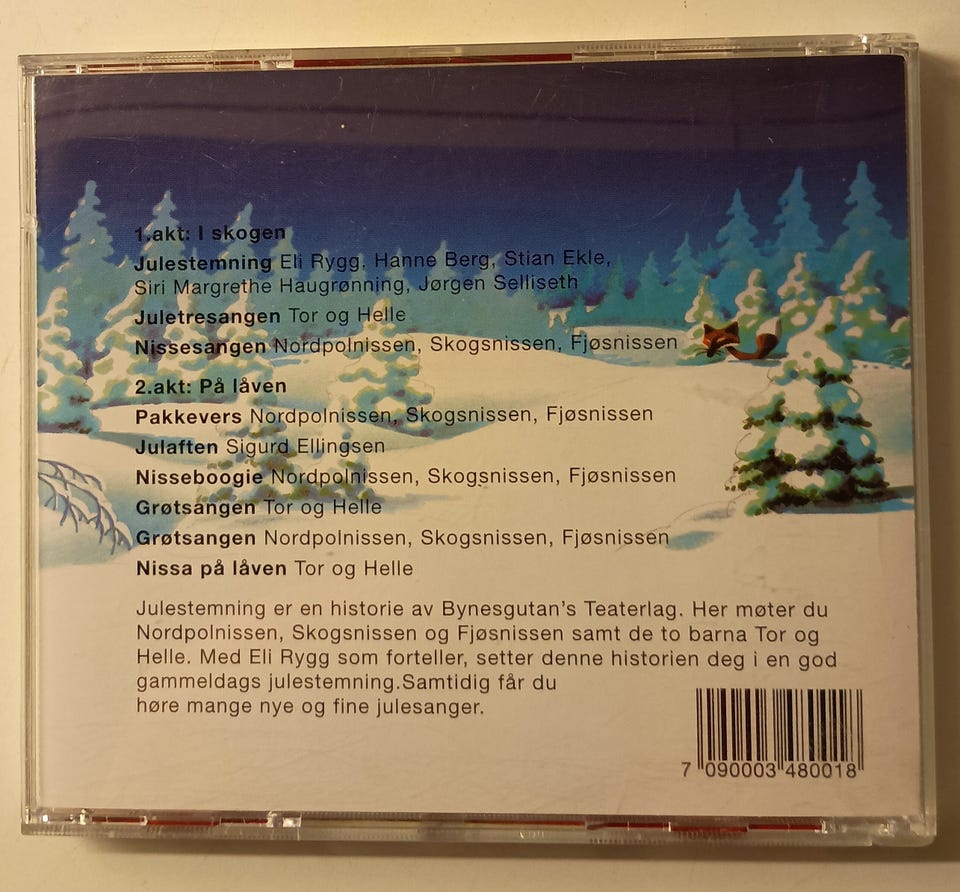 1.akt: I skogen
Julestemning Eli Rygg, Hanne Berg, Stian Ekle,
Siri Margrethe Haugrønning, Jørgen Selliseth
Juletresangen Tor og Helle
Nissesangen Nordpolnissen, Skogsnissen, Fjøsnissen
2.akt: På låven
Pakkevers Nordpolnissen, Skogsnissen, Fjøsnissen
Julaften Sigurd Ellingsen
Nisseboogie Nordpolnissen, Skogsnissen, Fjøsnissen
Grøtsangen Tor og Helle
Grøtsangen Nordpolnissen, Skogsnissen, Fjøsnissen
Nissa på låven Tor og Helle
Julestemning er en historie av Bynesgutan's Teaterlag. Her møter du
Nordpolnissen, Skogsnissen og Fjøsnissen samt de to barna Tor og
Helle. Med Eli Rygg som forteller, setter denne historien deg i en god
gammeldags julestemning.Samtidig får du
høre mange nye og fine julesanger.
7 090003 480018